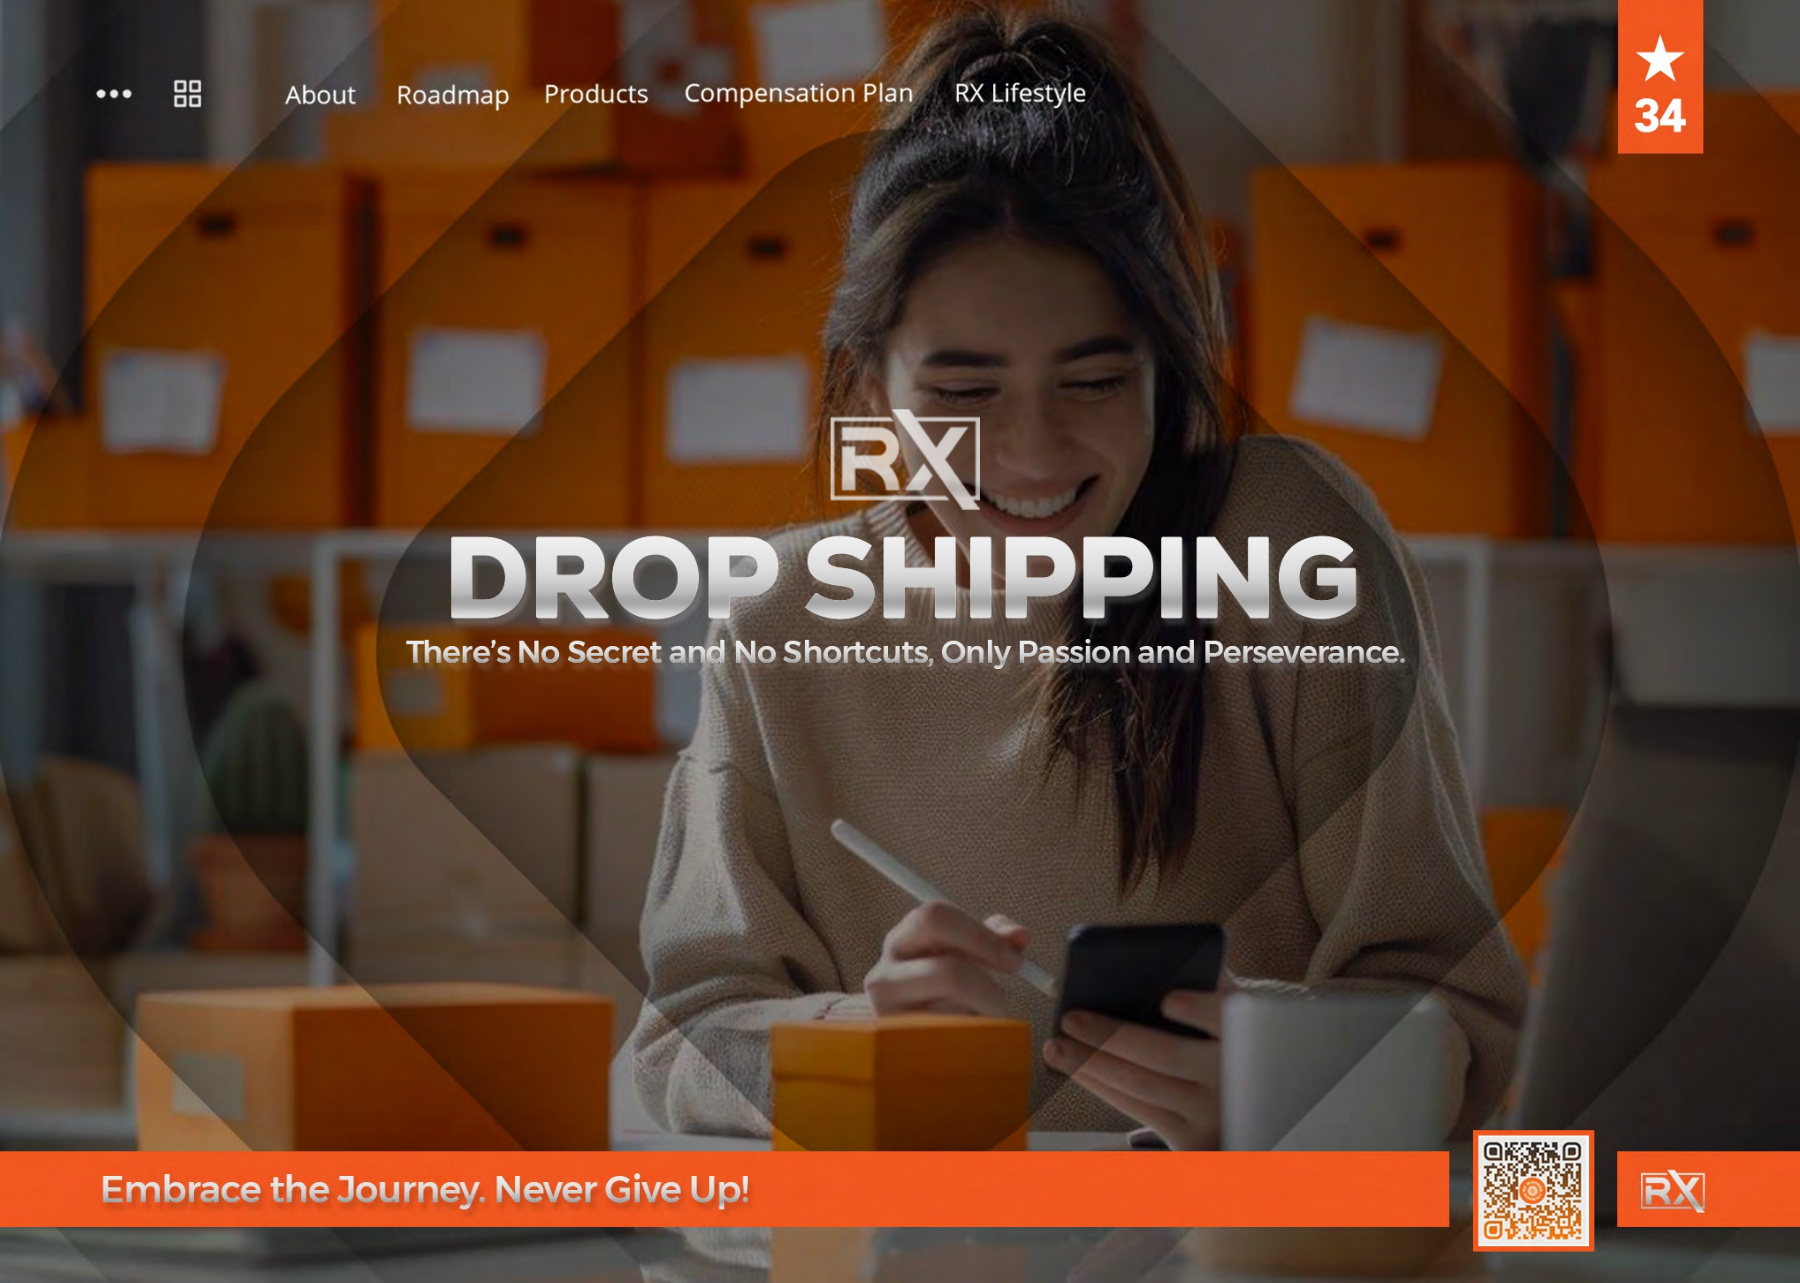 About Roadmap Products Compensation Plan RX Lifestyle
34
RX
DROP SHIPPING
There's No Secret and No Shortcuts, Only Passion and Perseverance.
Embrace the Journey. Never Give Up!
RX